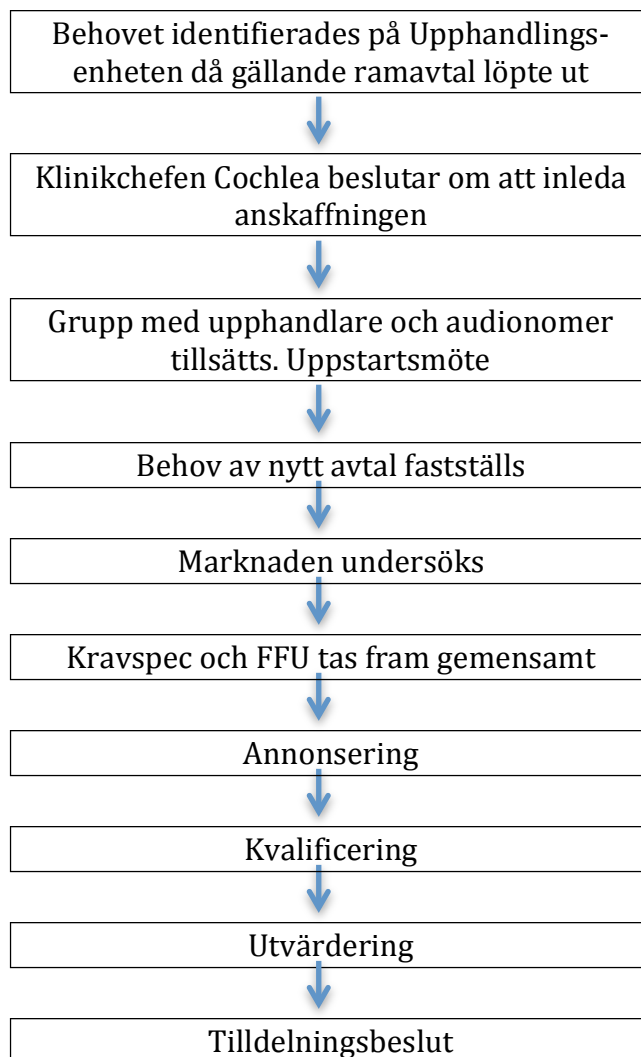 Behovet identifierades på Upphandlings-
enheten då gällande ramavtal löpte ut
Klinikchefen Cochlea beslutar om att inleda
anskaffningen
Grupp med upphandlare och audionomer
tillsätts. Uppstartsmöte
Behov av nytt avtal fastställs
Marknaden undersöks
Kravspec och FFU tas fram gemensamt
Annonsering
Kvalificering
Utvärdering
Tilldelningsbeslut